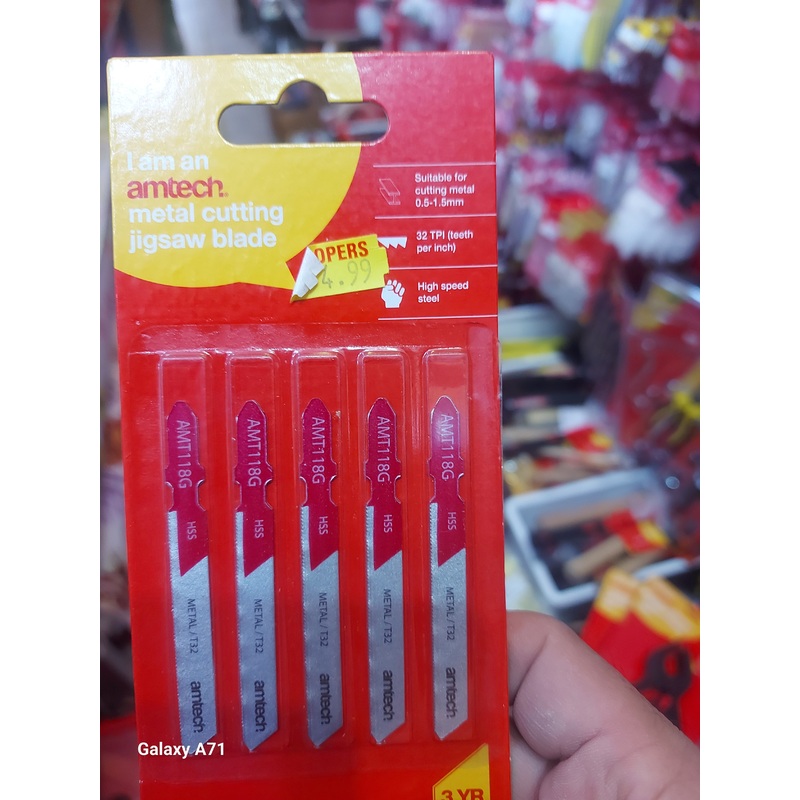 I am an
amtech®
metal cutting
jigsaw blade
Suitable for
cutting metal
0.5-1.5mm
32 TPI (teeth
per inch)
High speed
steel
OPERS
4.99
AMT118G
HSS
METAL / T32
amtech
AMT118G
HSS
METAL / T32
amtech
AMT118G
HSS
METAL / T32
amtech
AMT118G
HSS
METAL / T32
amtech
AMT118G
HSS
METAL / T32
amtech
3 YR
Galaxy A71